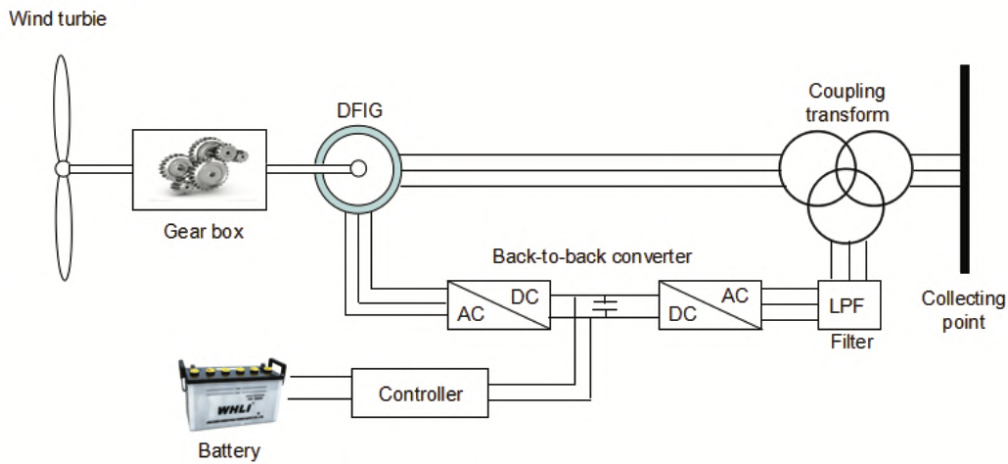 Wind turbie
DFIG
Coupling
transform
Gear box
Back-to-back converter
DC
AC
AC
DC
LPF
Filter
Collecting
point
Controller
WHLI
Battery